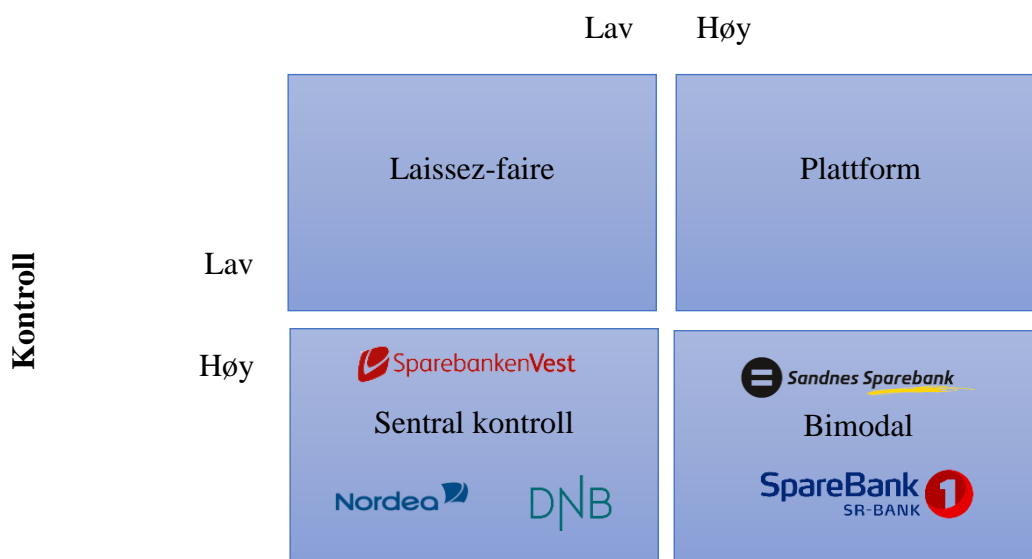 Lav Høy
Laissez-faire Plattform
Lav
Kontroll
Høy
SparebankenVest
Sandnes Sparebank
Sentral kontroll
Bimodal
Nordea
DNB
SpareBank 1
SR-BANK